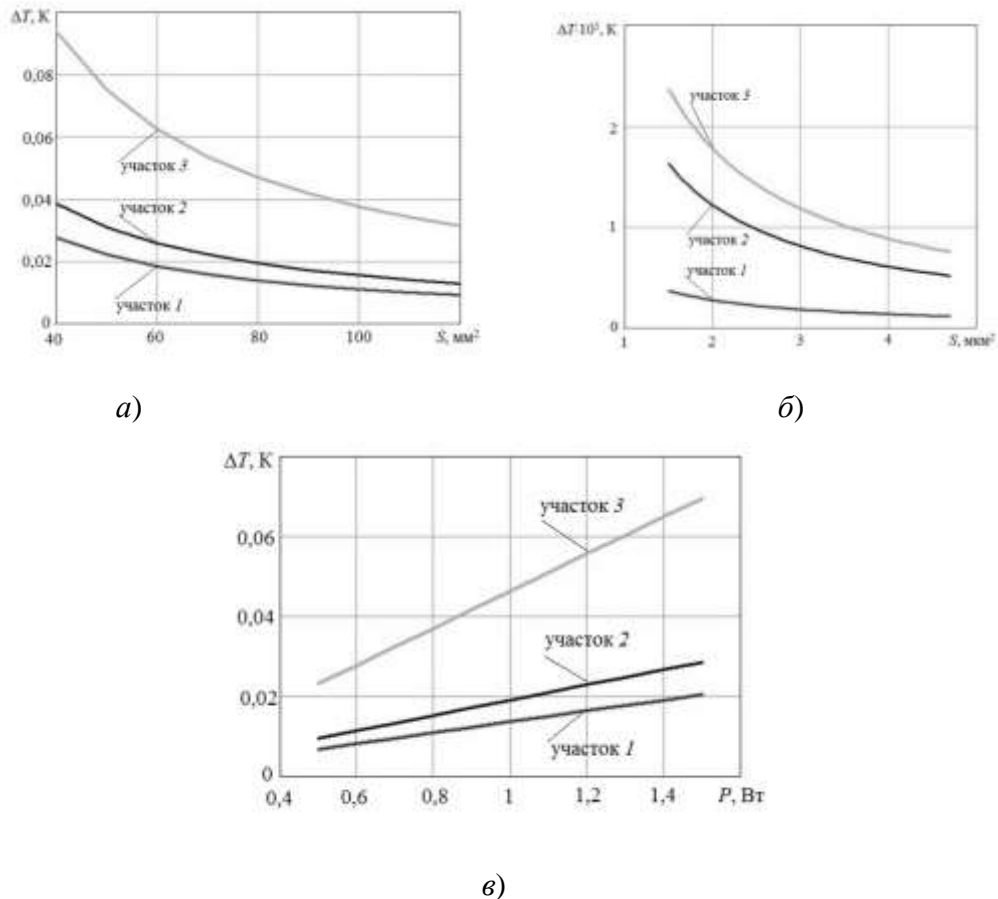 ΔT, К
0,08
0,06
0,04
0,02
0
участок 3
участок 2
участок 1
40 60 80 100 S, мм²
а)
ΔT·10³, К
2
1
0
участок 3
участок 2
участок 1
1 2 3 4 S, мкм²
б)
ΔT, К
0,06
0,04
0,02
0
участок 3
участок 2
участок 1
0,4 0,6 0,8 1 1,2 1,4 P, Вт
в)